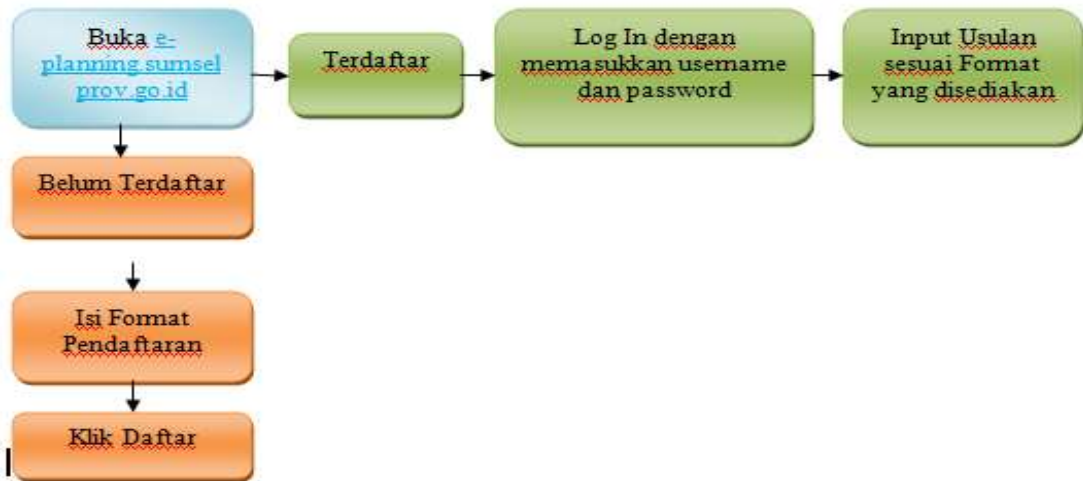 Buka e-
planning.sumsel
prov.go.id
Terdaftar
Log In dengan
memasukkan username
dan password
Input Usulan
sesuai Format
yang disediakan
Belum Terdaftar
Isi Format
Pendaftaran
Klik Daftar